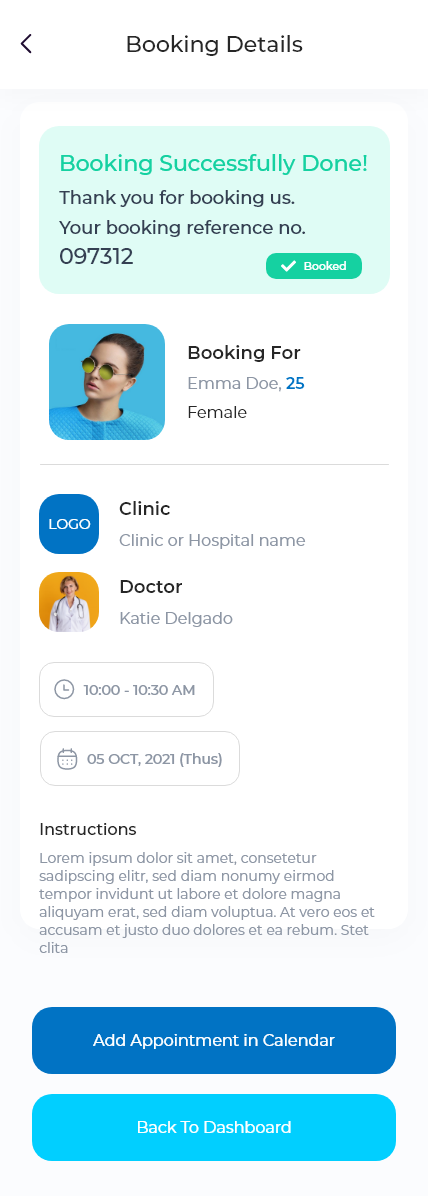 Booking Details
Booking Successfully Done!
Thank you for booking us.
Your booking reference no.
097312
Booked
Booking For
Emma Doe, 25
Female
LOGO
Clinic
Clinic or Hospital name
Doctor
Katie Delgado
10:00 - 10:30 AM
05 OCT, 2021 (Thus)
Instructions
Lorem ipsum dolor sit amet, consetetur
sadipscing elitr, sed diam nonumy eirmod
tempor invidunt ut labore et dolore magna
aliquyam erat, sed diam voluptua. At vero eos et
accusam et justo duo dolores et ea rebum. Stet
clita
Add Appointment in Calendar
Back To Dashboard